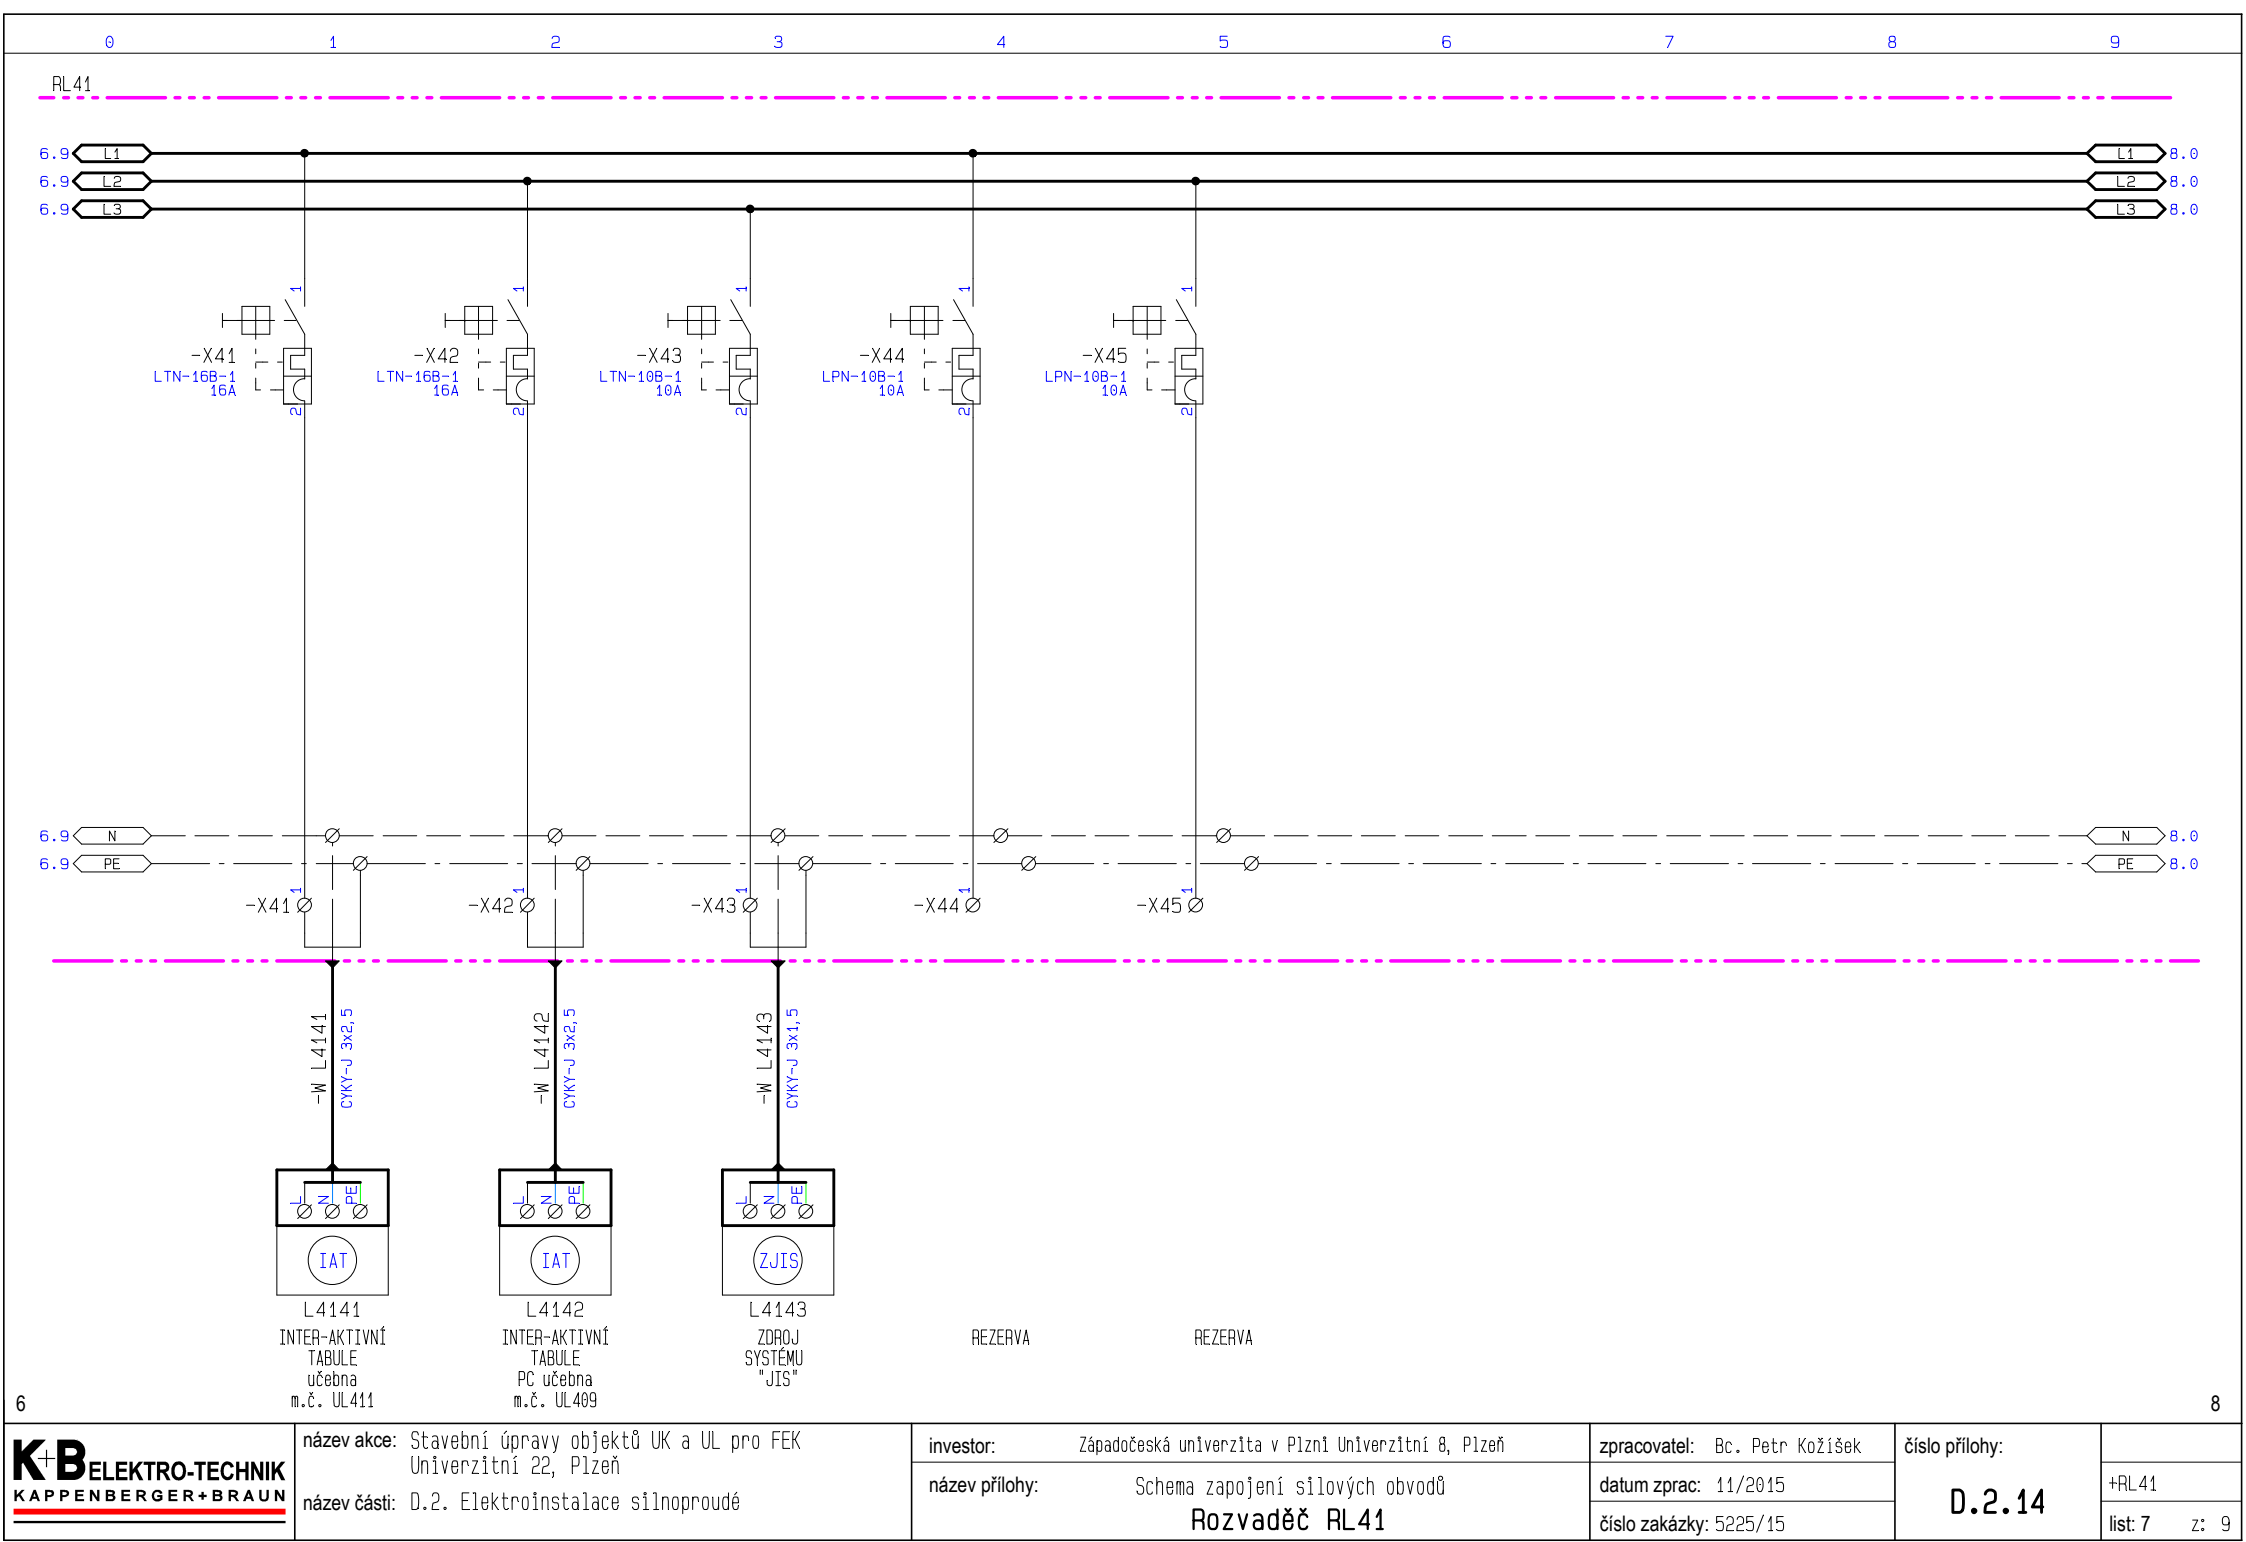 0 1 2 3 4 5 6 7 8 9
RL41
6.9 L1 L1 8.0
6.9 L2 L2 8.0
6.9 L3 L3 8.0
1 1 1 1 1
-X41 -X42 -X43 -X44 -X45
LTN-16B-1 LTN-16B-1 LTN-10B-1 LPN-10B-1 LPN-10B-1
16A 16A 10A 10A 10A
2 2 2 2 2
6.9 N N 8.0
6.9 PE PE 8.0
1 1 1 1 1
-X41 -X42 -X43 -X44 -X45
-W L4141 CYKY-J 3x2,5 -W L4142 CYKY-J 3x2,5 -W L4143 CYKY-J 3x1,5
L N PE L N PE L N PE
IAT IAT ZJIS
L4141 L4142 L4143
INTER-AKTIVNÍ INTER-AKTIVNÍ ZDROJ REZERVA REZERVA
TABULE TABULE SYSTÉMU
učebna PC učebna "JIS"
m.č. UL411 m.č. UL409
6 8
K+B ELEKTRO-TECHNIK
KAPPENBERGER+BRAUN
název akce: Stavební úpravy objektů UK a UL pro FEK
Univerzitní 22, Plzeň
název části: D.2. Elektroinstalace silnoproudé
investor: Západočeská univerzita v Plzni Univerzitní 8, Plzeň
název přílohy: Schema zapojení silových obvodů
Rozvaděč RL41
zpracovatel: Bc. Petr Kožíšek
datum zprac: 11/2015
číslo zakázky: 5225/15
číslo přílohy:
D.2.14
+RL41
list: 7 z: 9